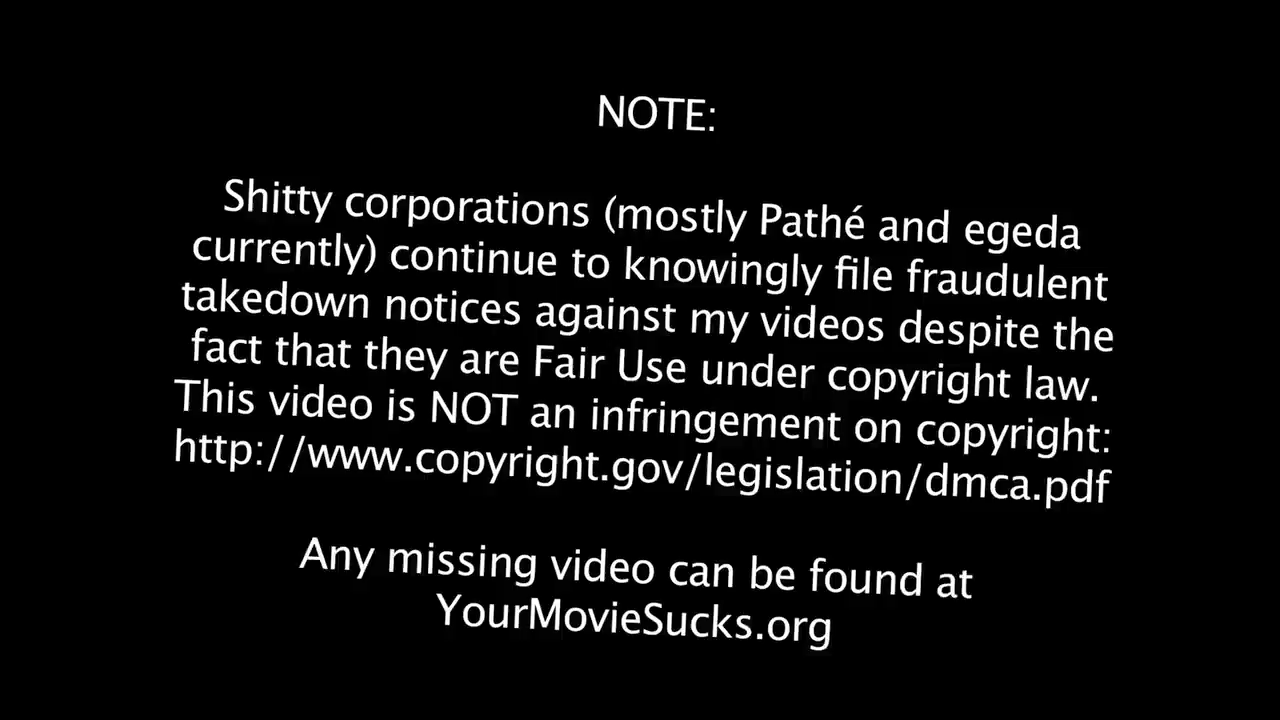 NOTE:
Shitty corporations (mostly Pathé and egeda
currently) continue to knowingly file fraudulent
takedown notices against my videos despite the
fact that they are Fair Use under copyright law.
This video is NOT an infringement on copyright:
http://www.copyright.gov/legislation/dmca.pdf
Any missing video can be found at
YourMovieSucks.org